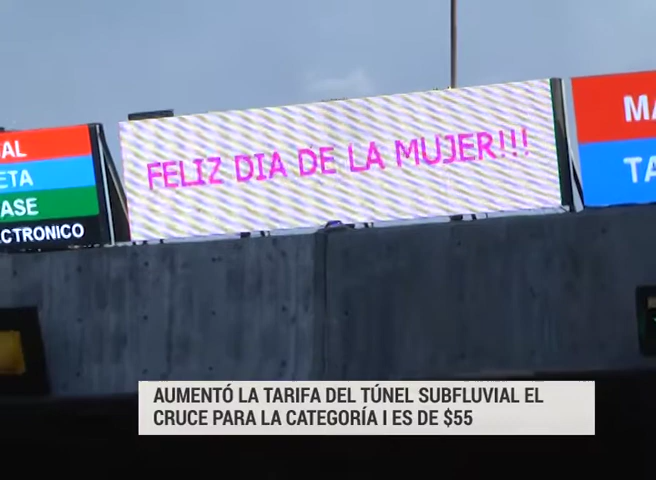 AL
ETA
ASE
CTRONICO
FELIZ DIA DE LA MUJER!!!
MA
TA
AUMENTÓ LA TARIFA DEL TÚNEL SUBFLUVIAL EL
CRUCE PARA LA CATEGORÍA I ES DE $55